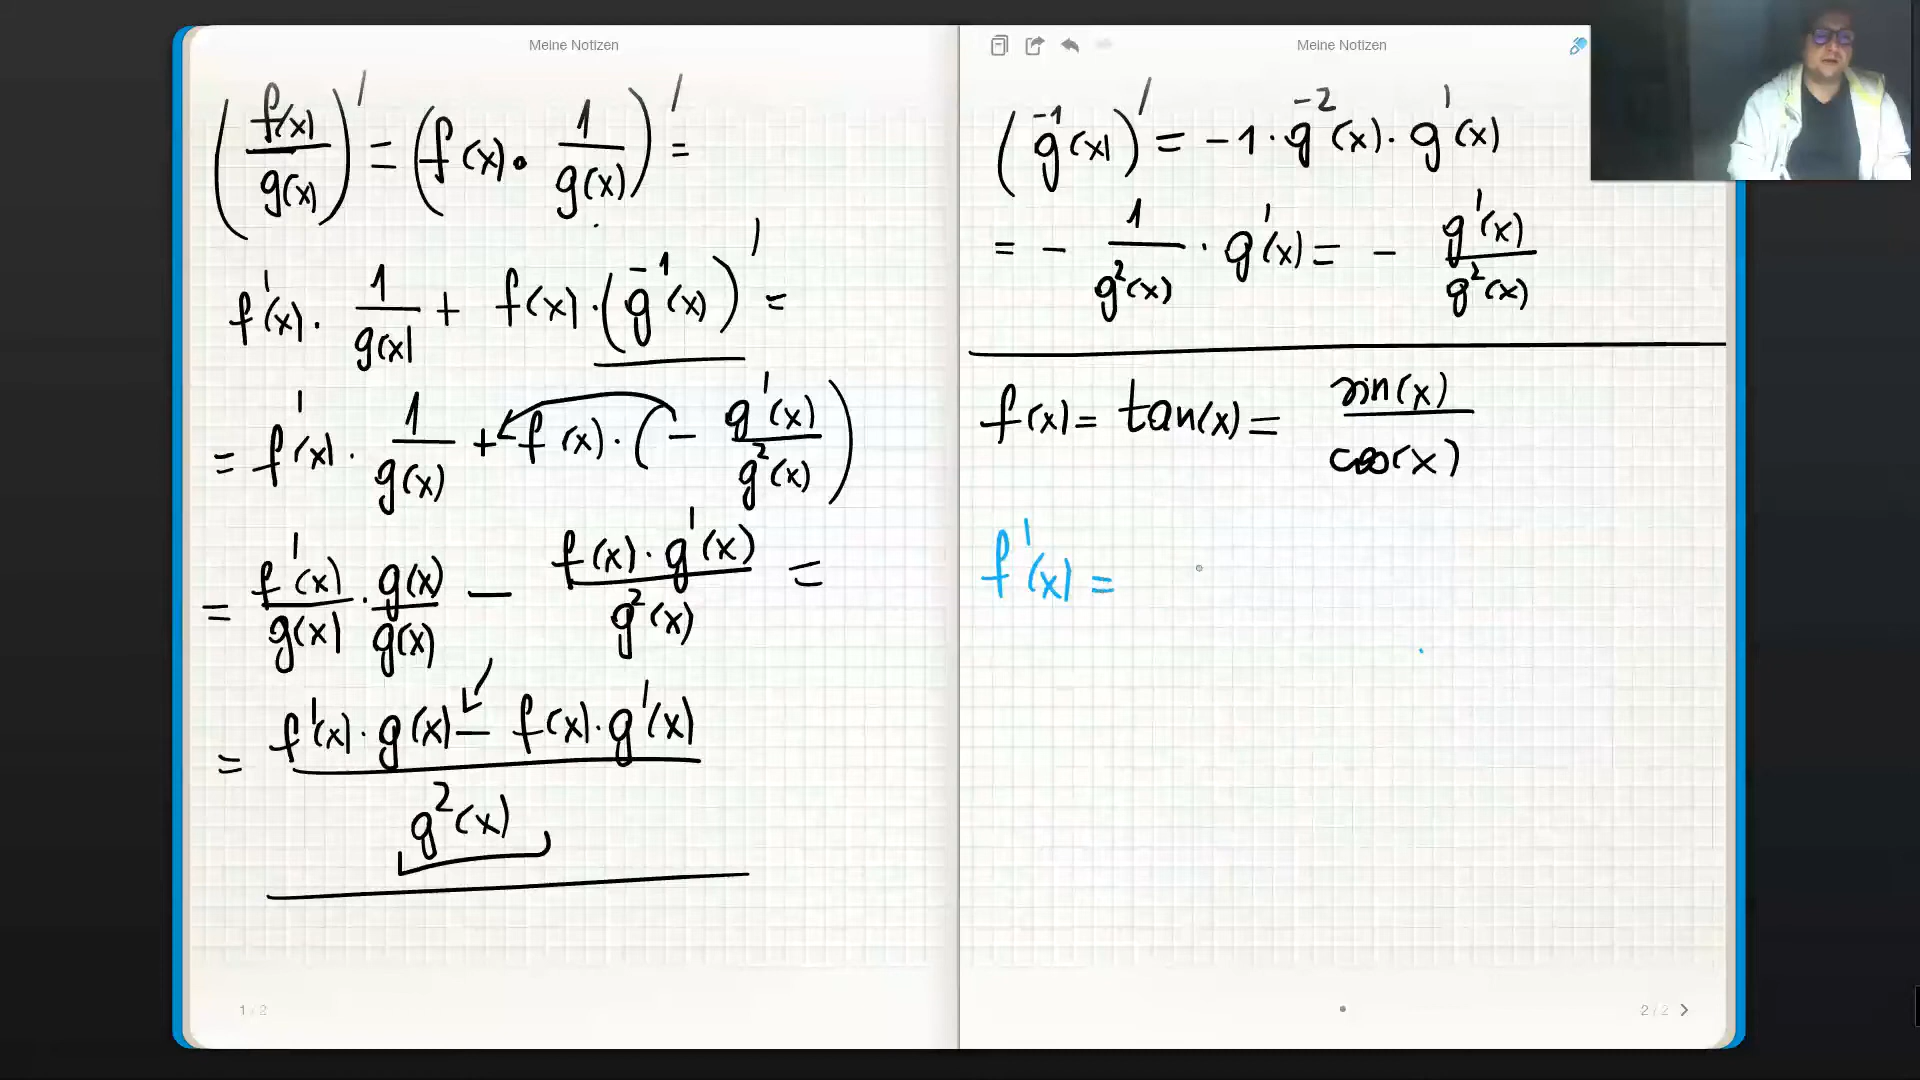 Meine Notizen
(f(x)/g(x))' = (f(x) · 1/g(x))' =
f'(x) · 1/g(x) + f(x) · (g⁻¹(x))' =
= f'(x) · 1/g(x) + f(x) · (− g'(x)/g²(x))
= f'(x)/g(x) · g(x)/g(x) − f(x) · g'(x)/g²(x) =
= (f'(x) · g(x) − f(x) · g'(x))/g²(x)
1 / 2
Meine Notizen
(g⁻¹(x))' = −1 · g⁻²(x) · g'(x)
= − 1/g²(x) · g'(x) = − g'(x)/g²(x)
f(x) = tan(x) = sin(x)/cos(x)
f'(x) =
2 / 2